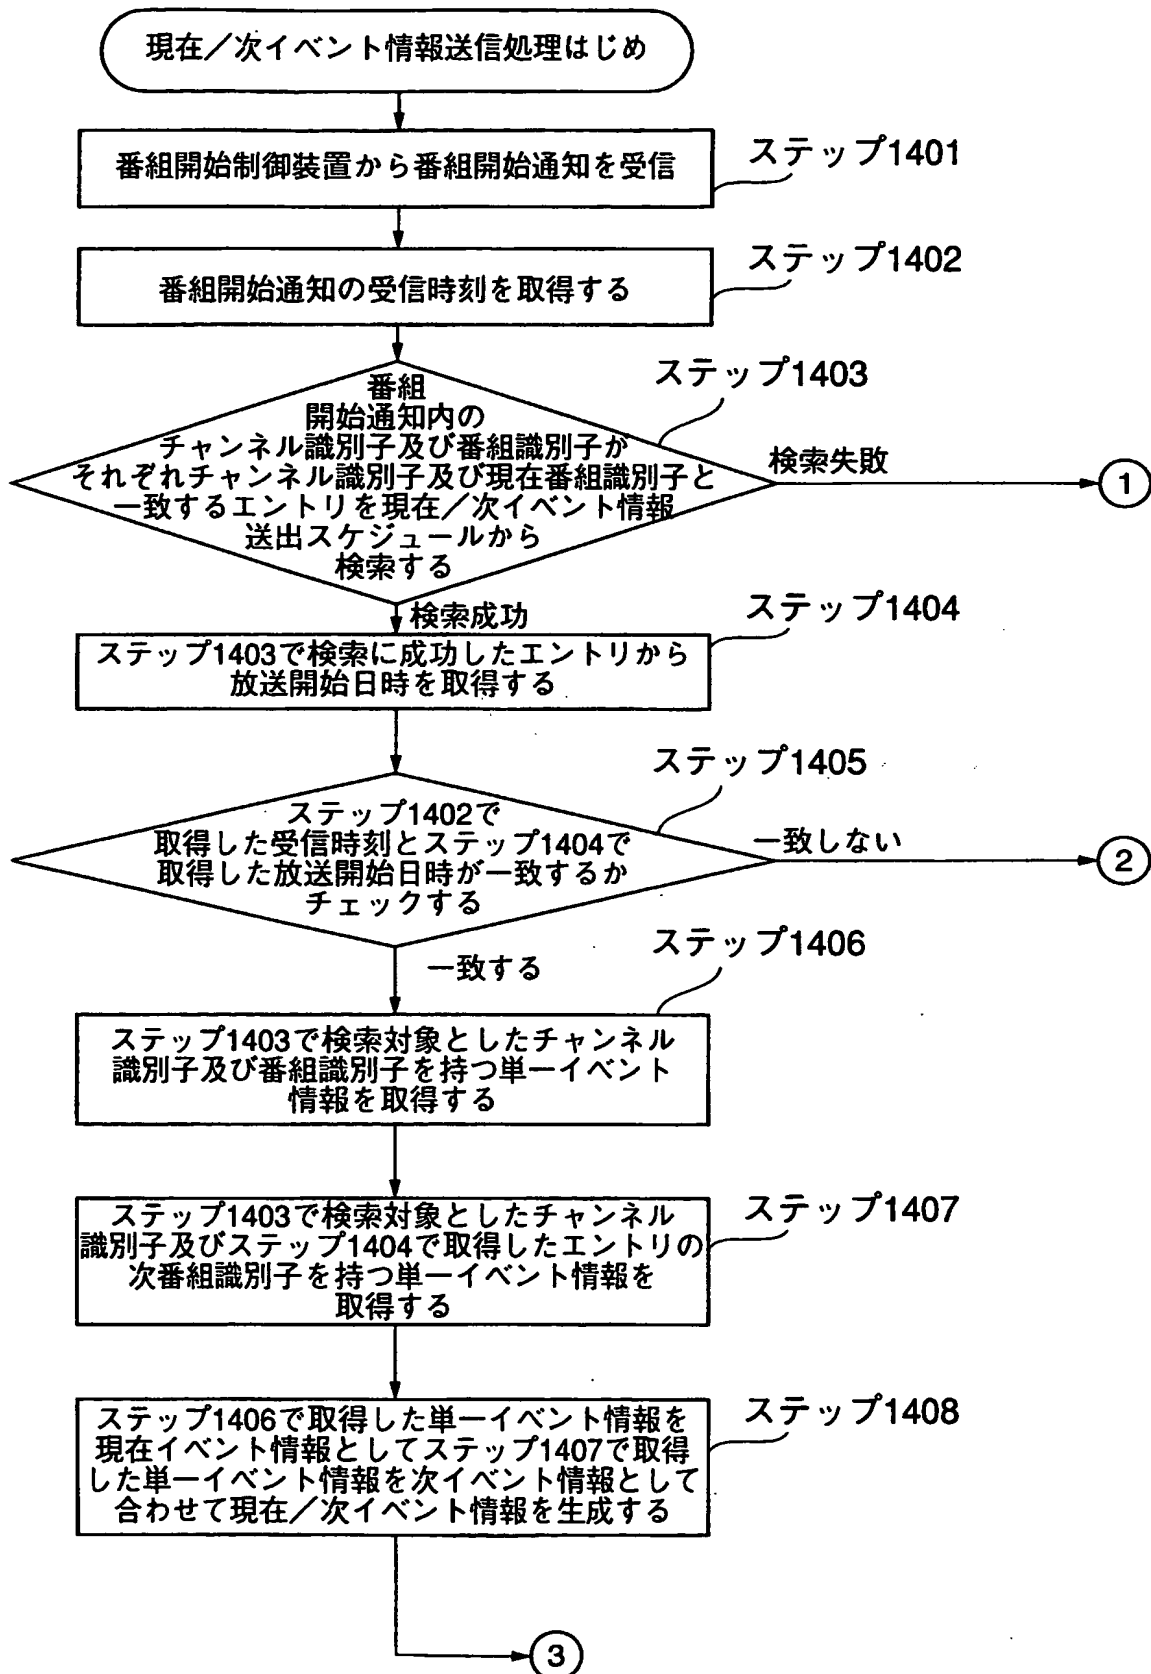 現在／次イベント情報送信処理はじめ
番組開始制御装置から番組開始通知を受信
ステップ1401
番組開始通知の受信時刻を取得する
ステップ1402
番組
開始通知内の
チャンネル識別子及び番組識別子が
それぞれチャンネル識別子及び現在番組識別子と
一致するエントリを現在／次イベント情報
送出スケジュールから
検索する
ステップ1403
検索失敗
1
検索成功
ステップ1403で検索に成功したエントリから
放送開始日時を取得する
ステップ1404
ステップ1402で
取得した受信時刻とステップ1404で
取得した放送開始日時が一致するか
チェックする
ステップ1405
一致しない
2
一致する
ステップ1403で検索対象としたチャンネル
識別子及び番組識別子を持つ単一イベント
情報を取得する
ステップ1406
ステップ1403で検索対象としたチャンネル
識別子及びステップ1404で取得したエントリの
次番組識別子を持つ単一イベント情報を
取得する
ステップ1407
ステップ1406で取得した単一イベント情報を
現在イベント情報としてステップ1407で取得
した単一イベント情報を次イベント情報として
合わせて現在／次イベント情報を生成する
ステップ1408
3